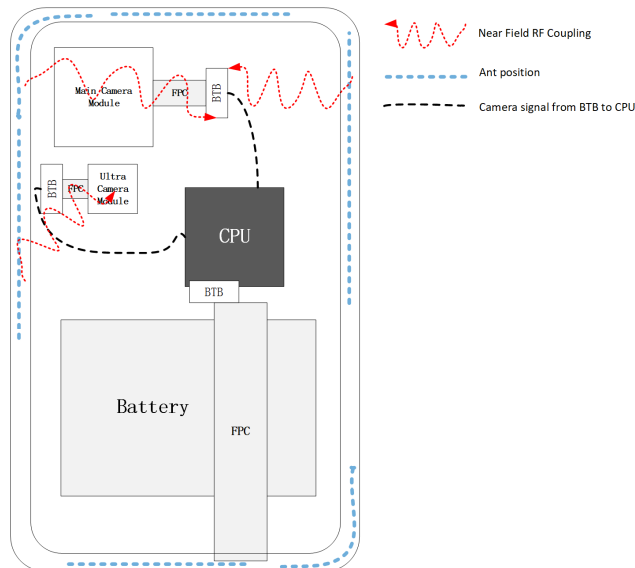 Near Field RF Coupling
Ant position
Camera signal from BTB to CPU
Main Camera
Module
FPC
BTB
BTB
FPC
Ultra
Camera
Module
CPU
BTB
Battery
FPC